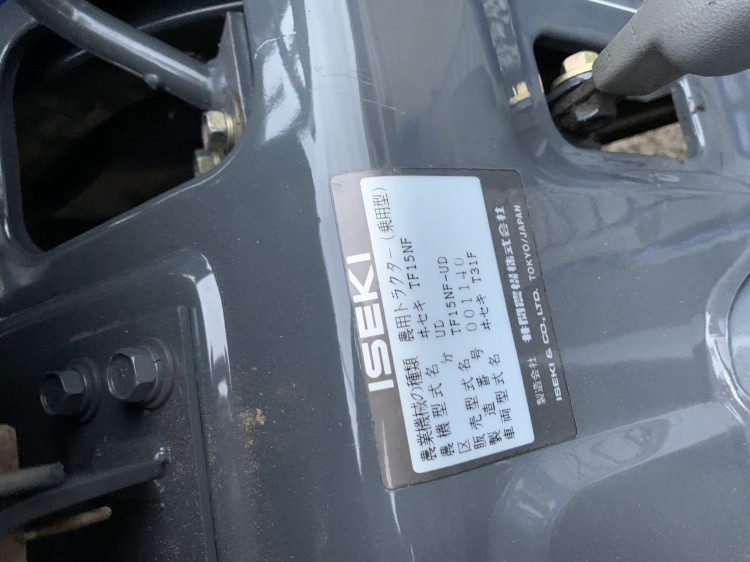 ISEKI
農業機械の種類 農用トラクター(乗用型)
農機型式名 ヰセキ TF15NF
区分 UD
販売型式名 TF15NF-UD
製造番号 001140
車両型式名 ヰセキ T31F
製造会社 井関農機株式会社
ISEKI & CO.,LTD. TOKYO/JAPAN